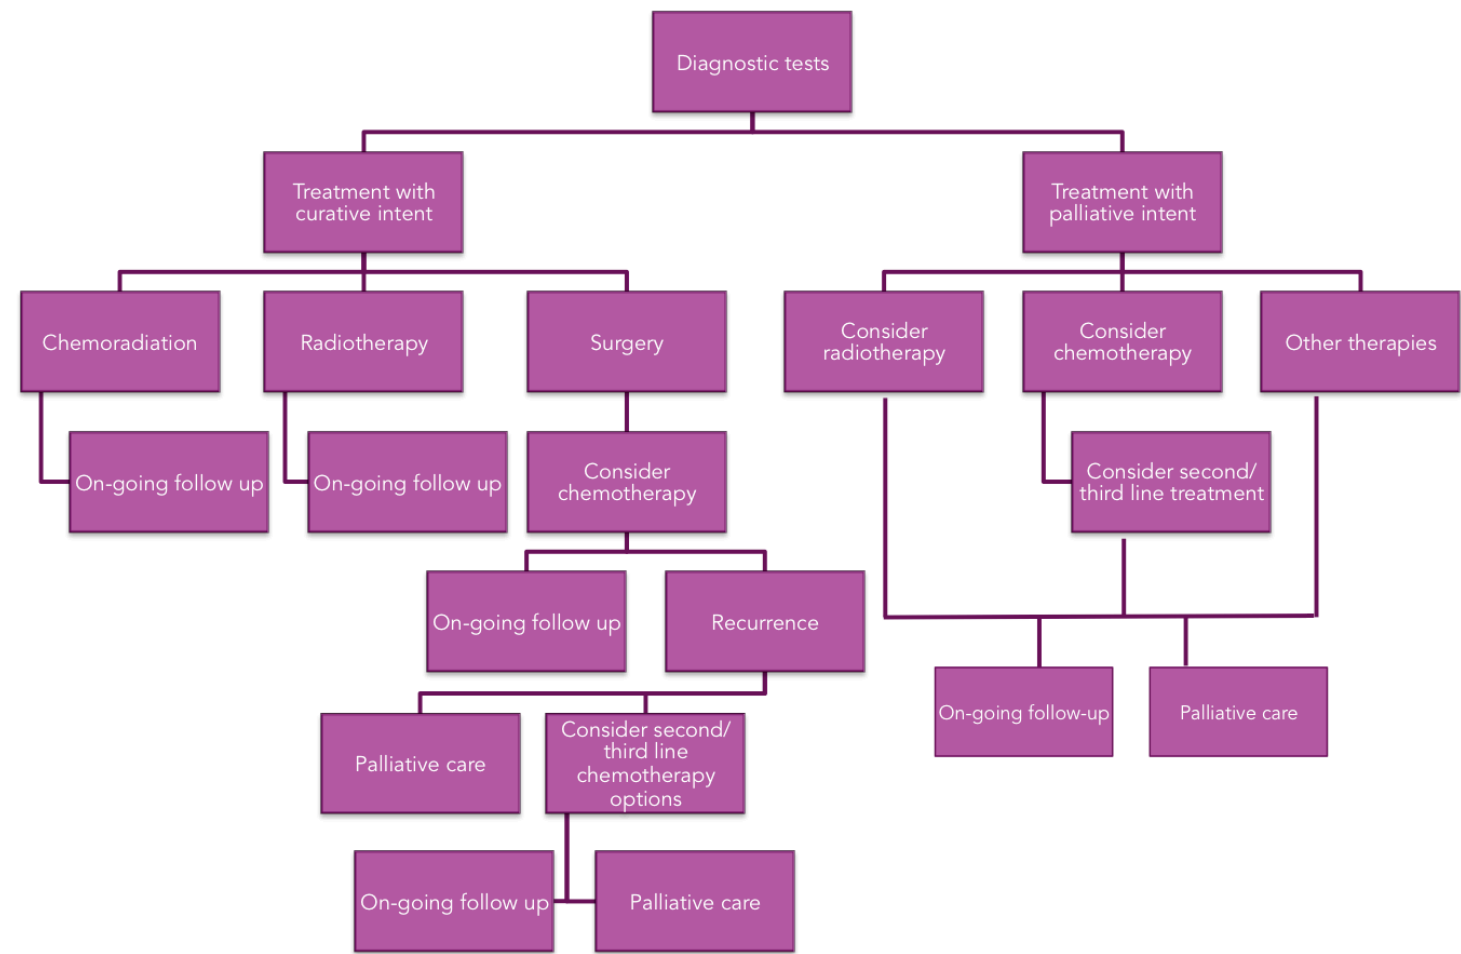 Diagnostic tests
Treatment with
curative intent
Treatment with
palliative intent
Chemoradiation
Radiotherapy
Surgery
Consider
radiotherapy
Consider
chemotherapy
Other therapies
On-going follow up
On-going follow up
Consider
chemotherapy
Consider second/
third line treatment
On-going follow up
Recurrence
On-going follow-up
Palliative care
Palliative care
Consider second/
third line
chemotherapy
options
On-going follow up
Palliative care